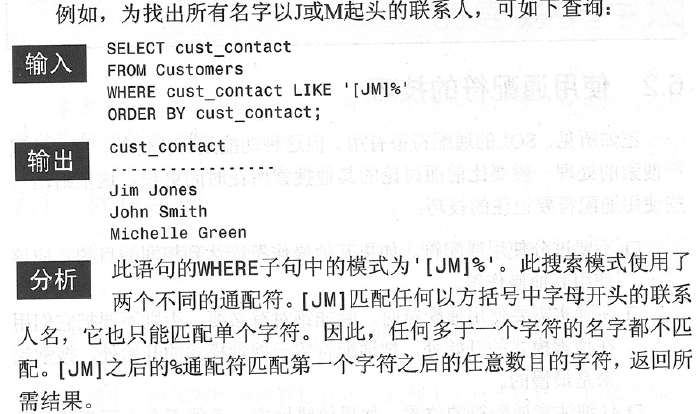 例如，为找出所有名字以J或M起头的联系人，可如下查询：
输入
SELECT cust_contact
FROM Customers
WHERE cust_contact LIKE '[JM]%'
ORDER BY cust_contact;
输出
cust_contact
-----------------
Jim Jones
John Smith
Michelle Green
分析
此语句的WHERE子句中的模式为'[JM]%'。此搜索模式使用了
两个不同的通配符。[JM]匹配任何以方括号中字母开头的联系
人名，它也只能匹配单个字符。因此，任何多于一个字符的名字都不匹
配。[JM]之后的%通配符匹配第一个字符之后的任意数目的字符，返回所
需结果。